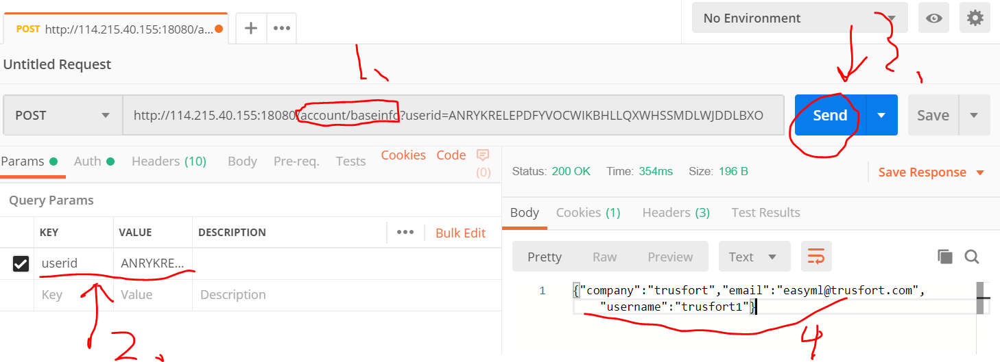 POST http://114.215.40.155:18080/a...
No Environment
Untitled Request
1、
3、
POST http://114.215.40.155:18080/account/baseinfo?userid=ANRYKRELEPDFYVOCWIKBHLLQXWHSSMDLWJDDLBXO Send Save
Params Auth Headers (10) Body Pre-req. Tests Cookies Code (0)
Status: 200 OK Time: 354ms Size: 196 B Save Response
Query Params
Body Cookies (1) Headers (3) Test Results
KEY VALUE DESCRIPTION Bulk Edit
Pretty Raw Preview Text
userid ANRYKRE...
Key Value Description
1 {"company":"trusfort","email":"easyml@trusfort.com",
"username":"trusfort1"}
2、
4